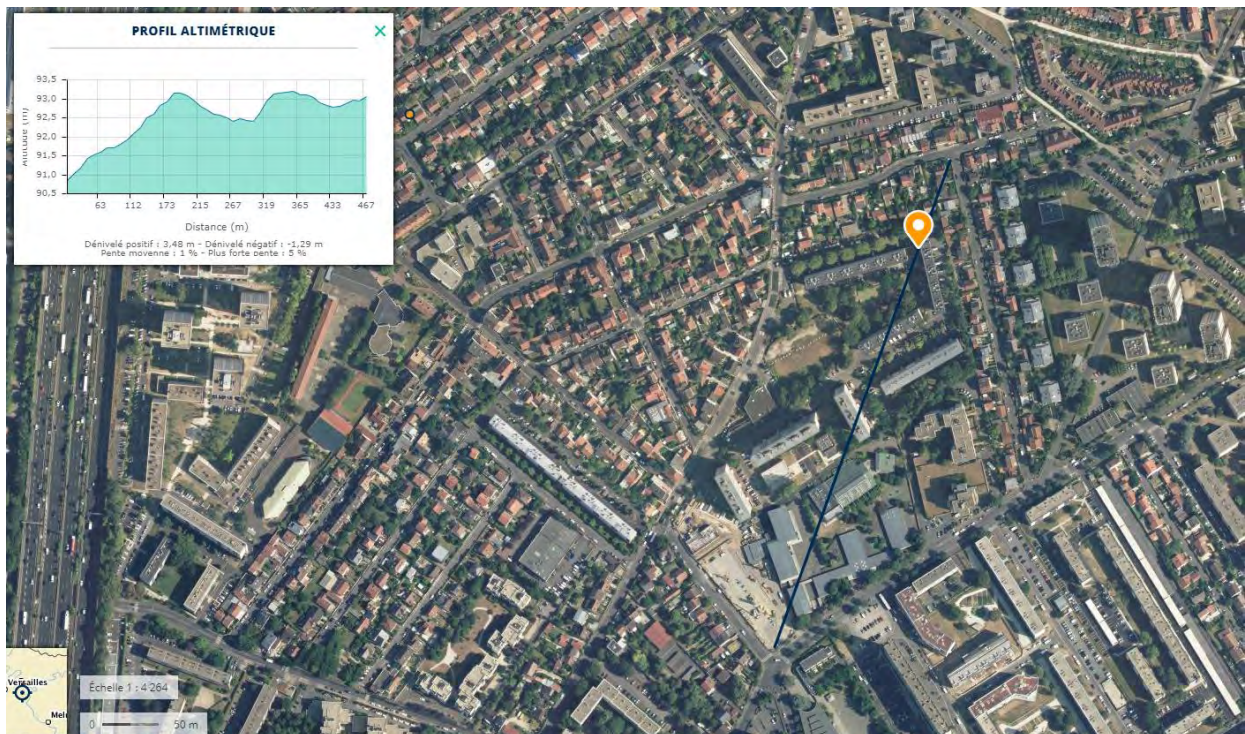 PROFIL ALTIMÉTRIQUE
93,5
93,0
92,5
92,0
91,5
91,0
90,5
Altitude (m)
63 112 173 215 267 319 365 433 467
Distance (m)
Dénivelé positif : 3,48 m - Dénivelé négatif : -1,29 m
Pente moyenne : 1 % - Plus forte pente : 5 %
Versailles
Melu
Échelle 1 : 4 264
0 50 m